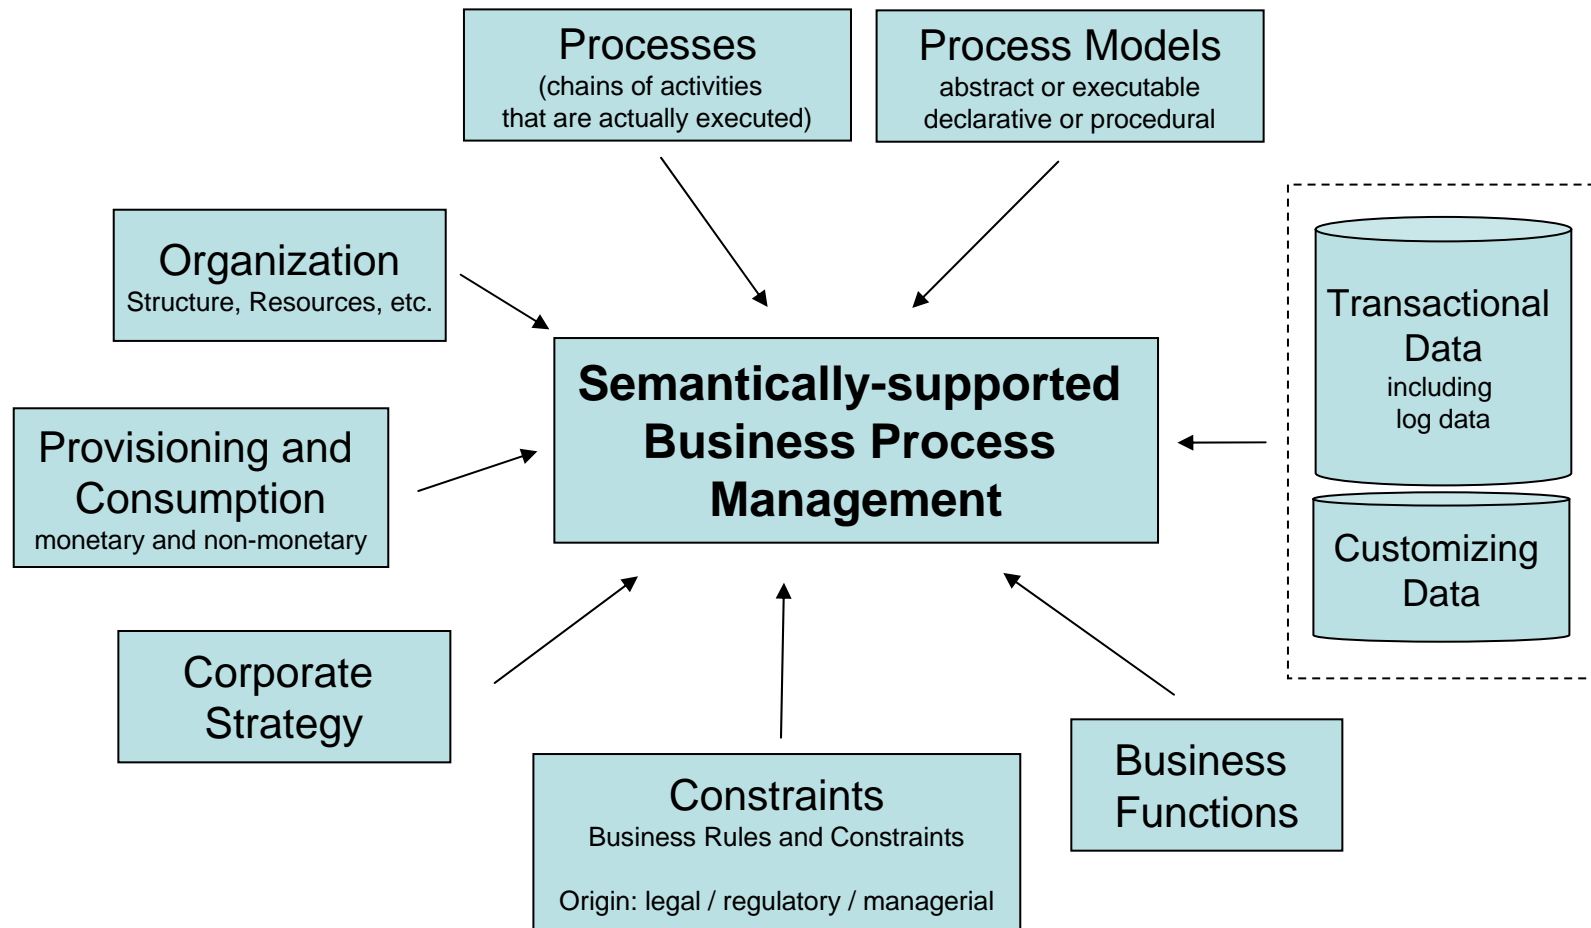 Processes
(chains of activities
that are actually executed)
Process Models
abstract or executable
declarative or procedural
Organization
Structure, Resources, etc.
Transactional
Data
including
log data
Customizing
Data
Semantically-supported
Business Process
Management
Provisioning and
Consumption
monetary and non-monetary
Corporate
Strategy
Constraints
Business Rules and Constraints
Origin: legal / regulatory / managerial
Business
Functions